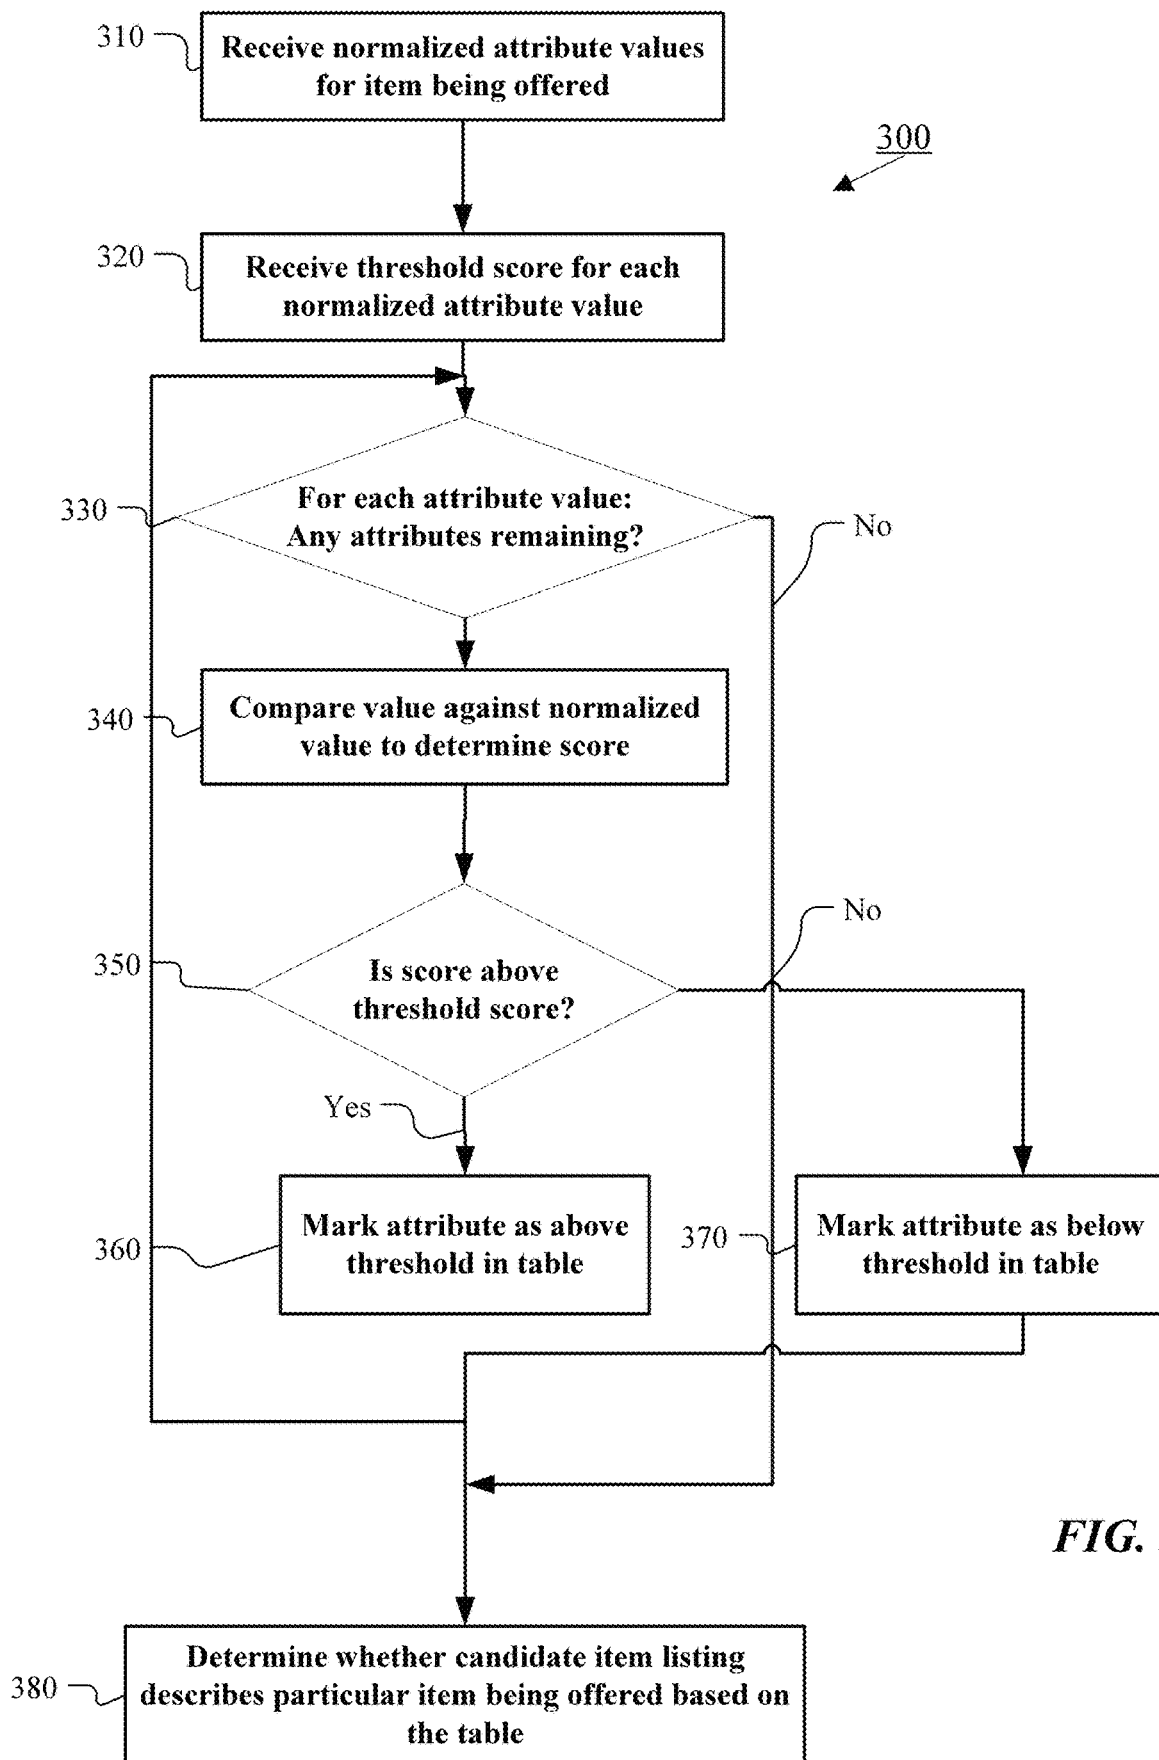 310
Receive normalized attribute values
for item being offered
300
320
Receive threshold score for each
normalized attribute value
330
For each attribute value:
Any attributes remaining?
No
340
Compare value against normalized
value to determine score
350
Is score above
threshold score?
No
Yes
360
Mark attribute as above
threshold in table
370
Mark attribute as below
threshold in table
FIG.
380
Determine whether candidate item listing
describes particular item being offered based on
the table